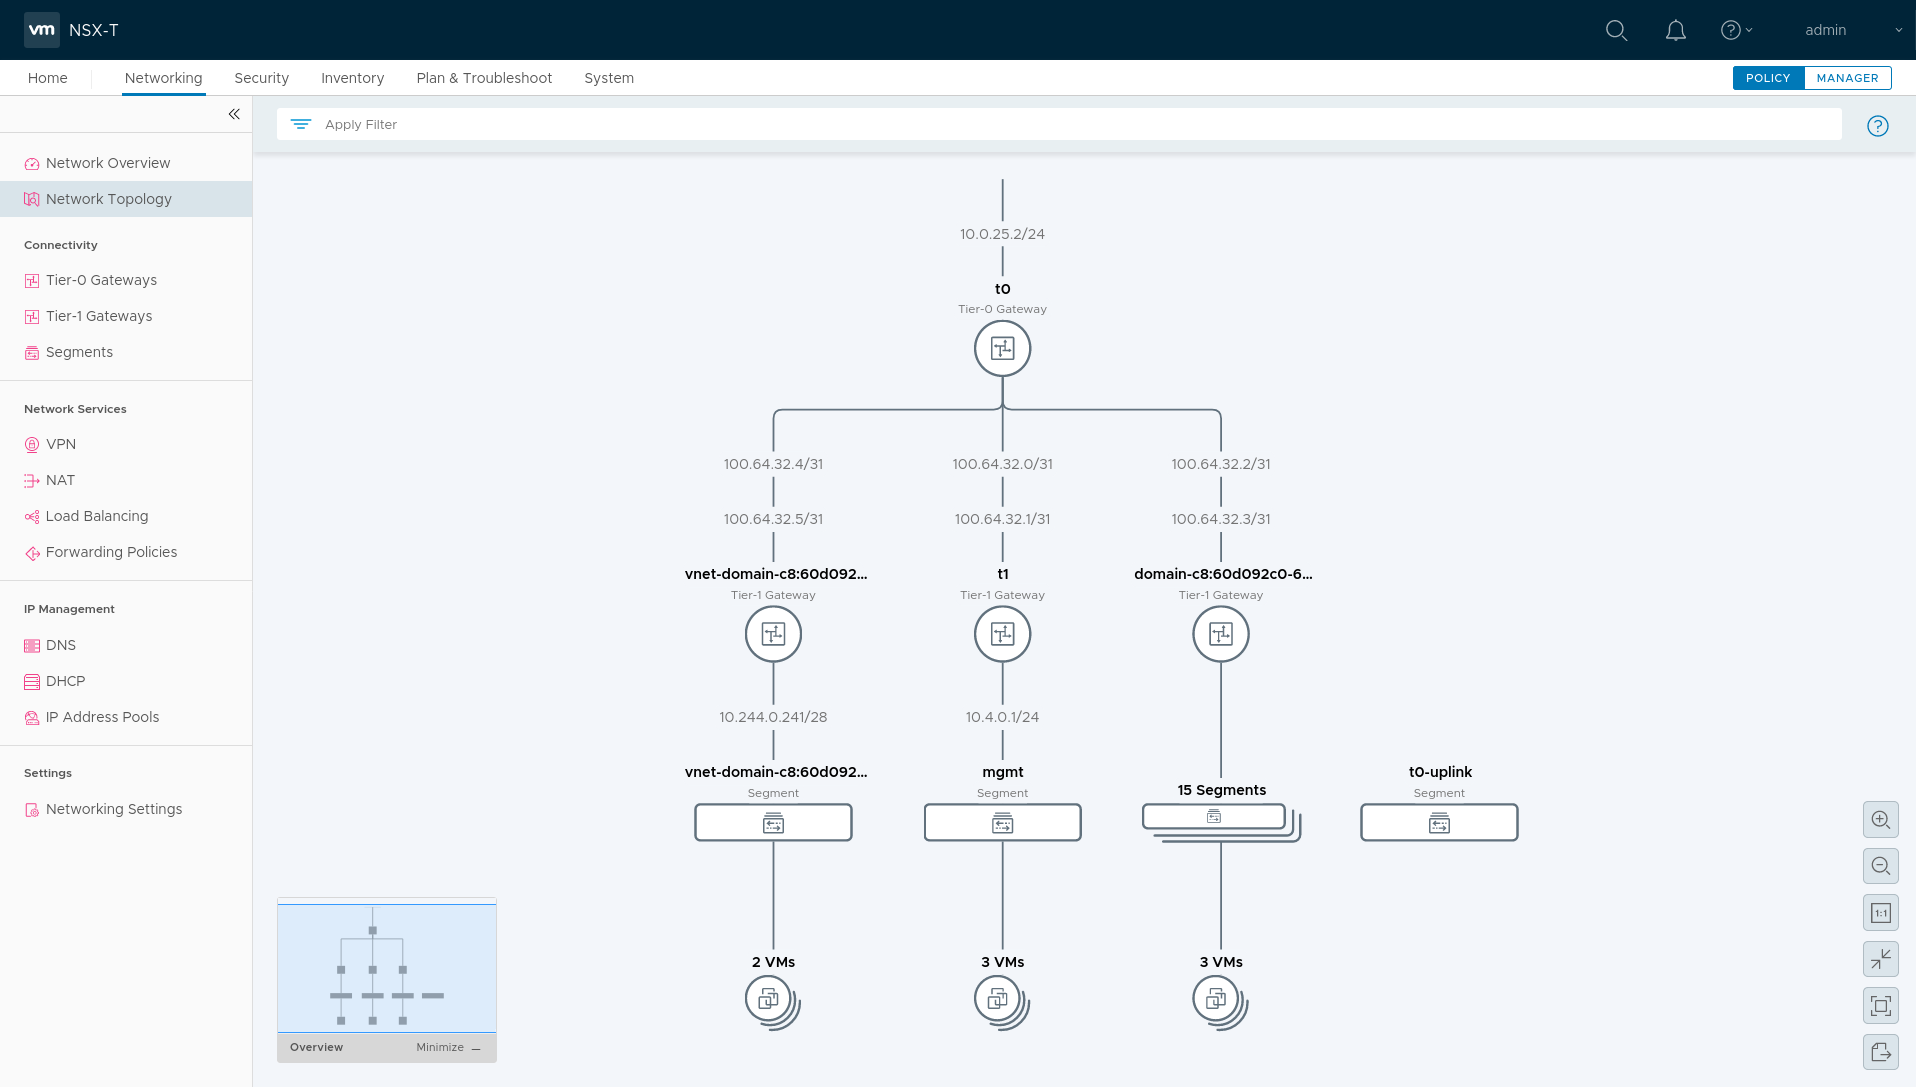 vm NSX-T
admin
Home Networking Security Inventory Plan & Troubleshoot System
POLICY MANAGER
Apply Filter
Network Overview
Network Topology
Connectivity
Tier-0 Gateways
Tier-1 Gateways
Segments
Network Services
VPN
NAT
Load Balancing
Forwarding Policies
IP Management
DNS
DHCP
IP Address Pools
Settings
Networking Settings
10.0.25.2/24
t0
Tier-0 Gateway
100.64.32.4/31 100.64.32.0/31 100.64.32.2/31
100.64.32.5/31 100.64.32.1/31 100.64.32.3/31
vnet-domain-c8:60d092... t1 domain-c8:60d092c0-6...
Tier-1 Gateway Tier-1 Gateway Tier-1 Gateway
10.244.0.241/28 10.4.0.1/24
vnet-domain-c8:60d092... mgmt 15 Segments t0-uplink
Segment Segment Segment
2 VMs 3 VMs 3 VMs
Overview Minimize
1:1